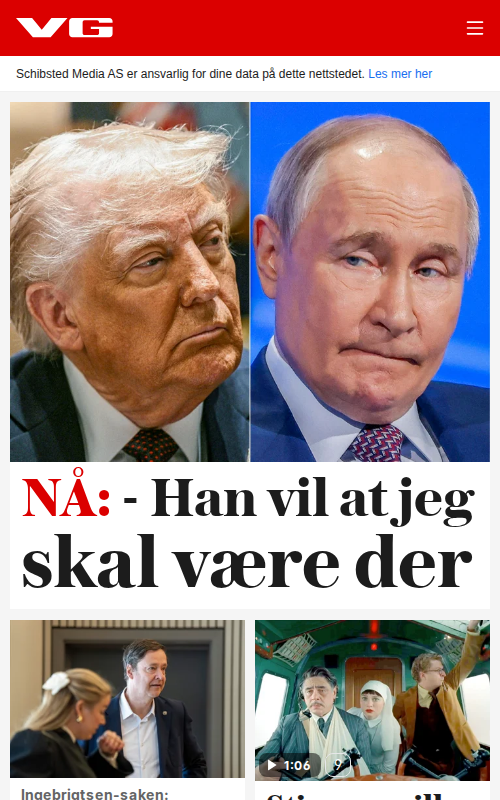 VG
Schibsted Media AS er ansvarlig for dine data på dette nettstedet. Les mer her
NÅ: - Han vil at jeg
skal være der
1:06
9
Ingebrigtsen-saken: